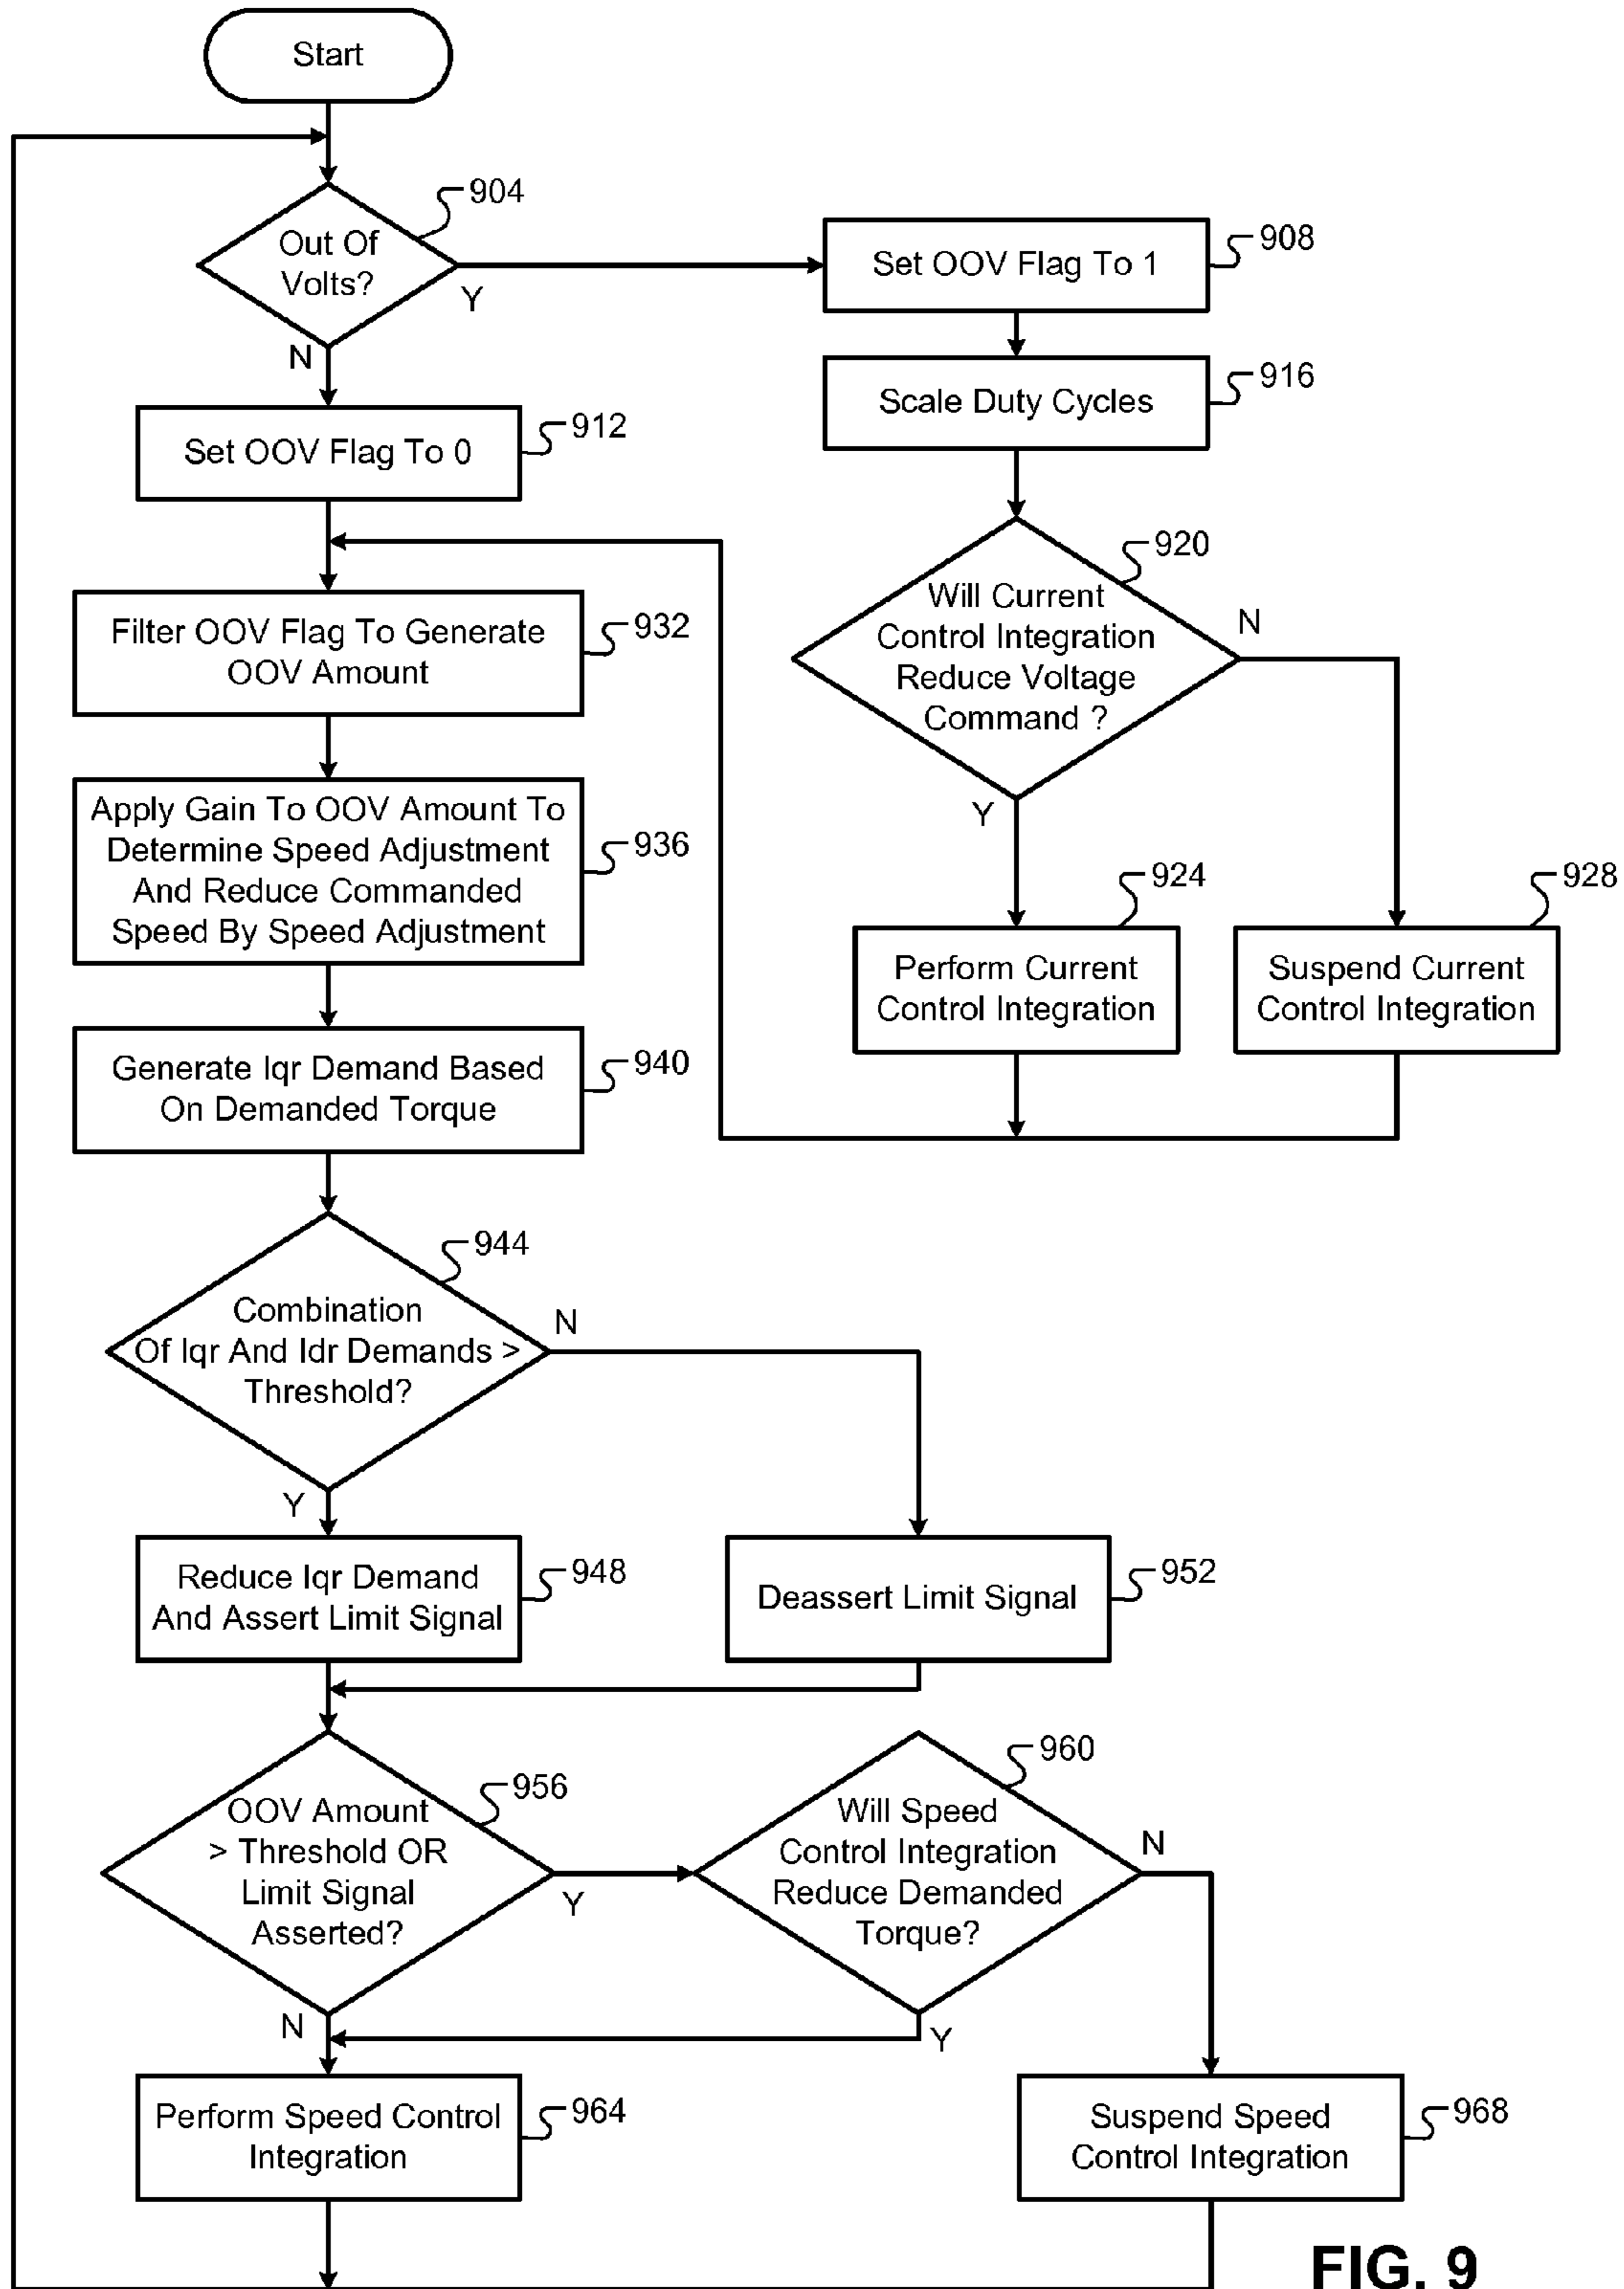 Start
904
Out Of
Volts?
Y
N
Set OOV Flag To 1
908
Scale Duty Cycles
916
Set OOV Flag To 0
912
920
Will Current
Control Integration
Reduce Voltage
Command ?
N
Y
Filter OOV Flag To Generate
OOV Amount
932
Apply Gain To OOV Amount To
Determine Speed Adjustment
And Reduce Commanded
Speed By Speed Adjustment
936
924
Perform Current
Control Integration
928
Suspend Current
Control Integration
Generate Iqr Demand Based
On Demanded Torque
940
944
Combination
Of Iqr And Idr Demands >
Threshold?
N
Y
Reduce Iqr Demand
And Assert Limit Signal
948
Deassert Limit Signal
952
956
OOV Amount
> Threshold OR
Limit Signal
Asserted?
Y
N
960
Will Speed
Control Integration
Reduce Demanded
Torque?
N
Y
Perform Speed Control
Integration
964
Suspend Speed
Control Integration
968
FIG. 9